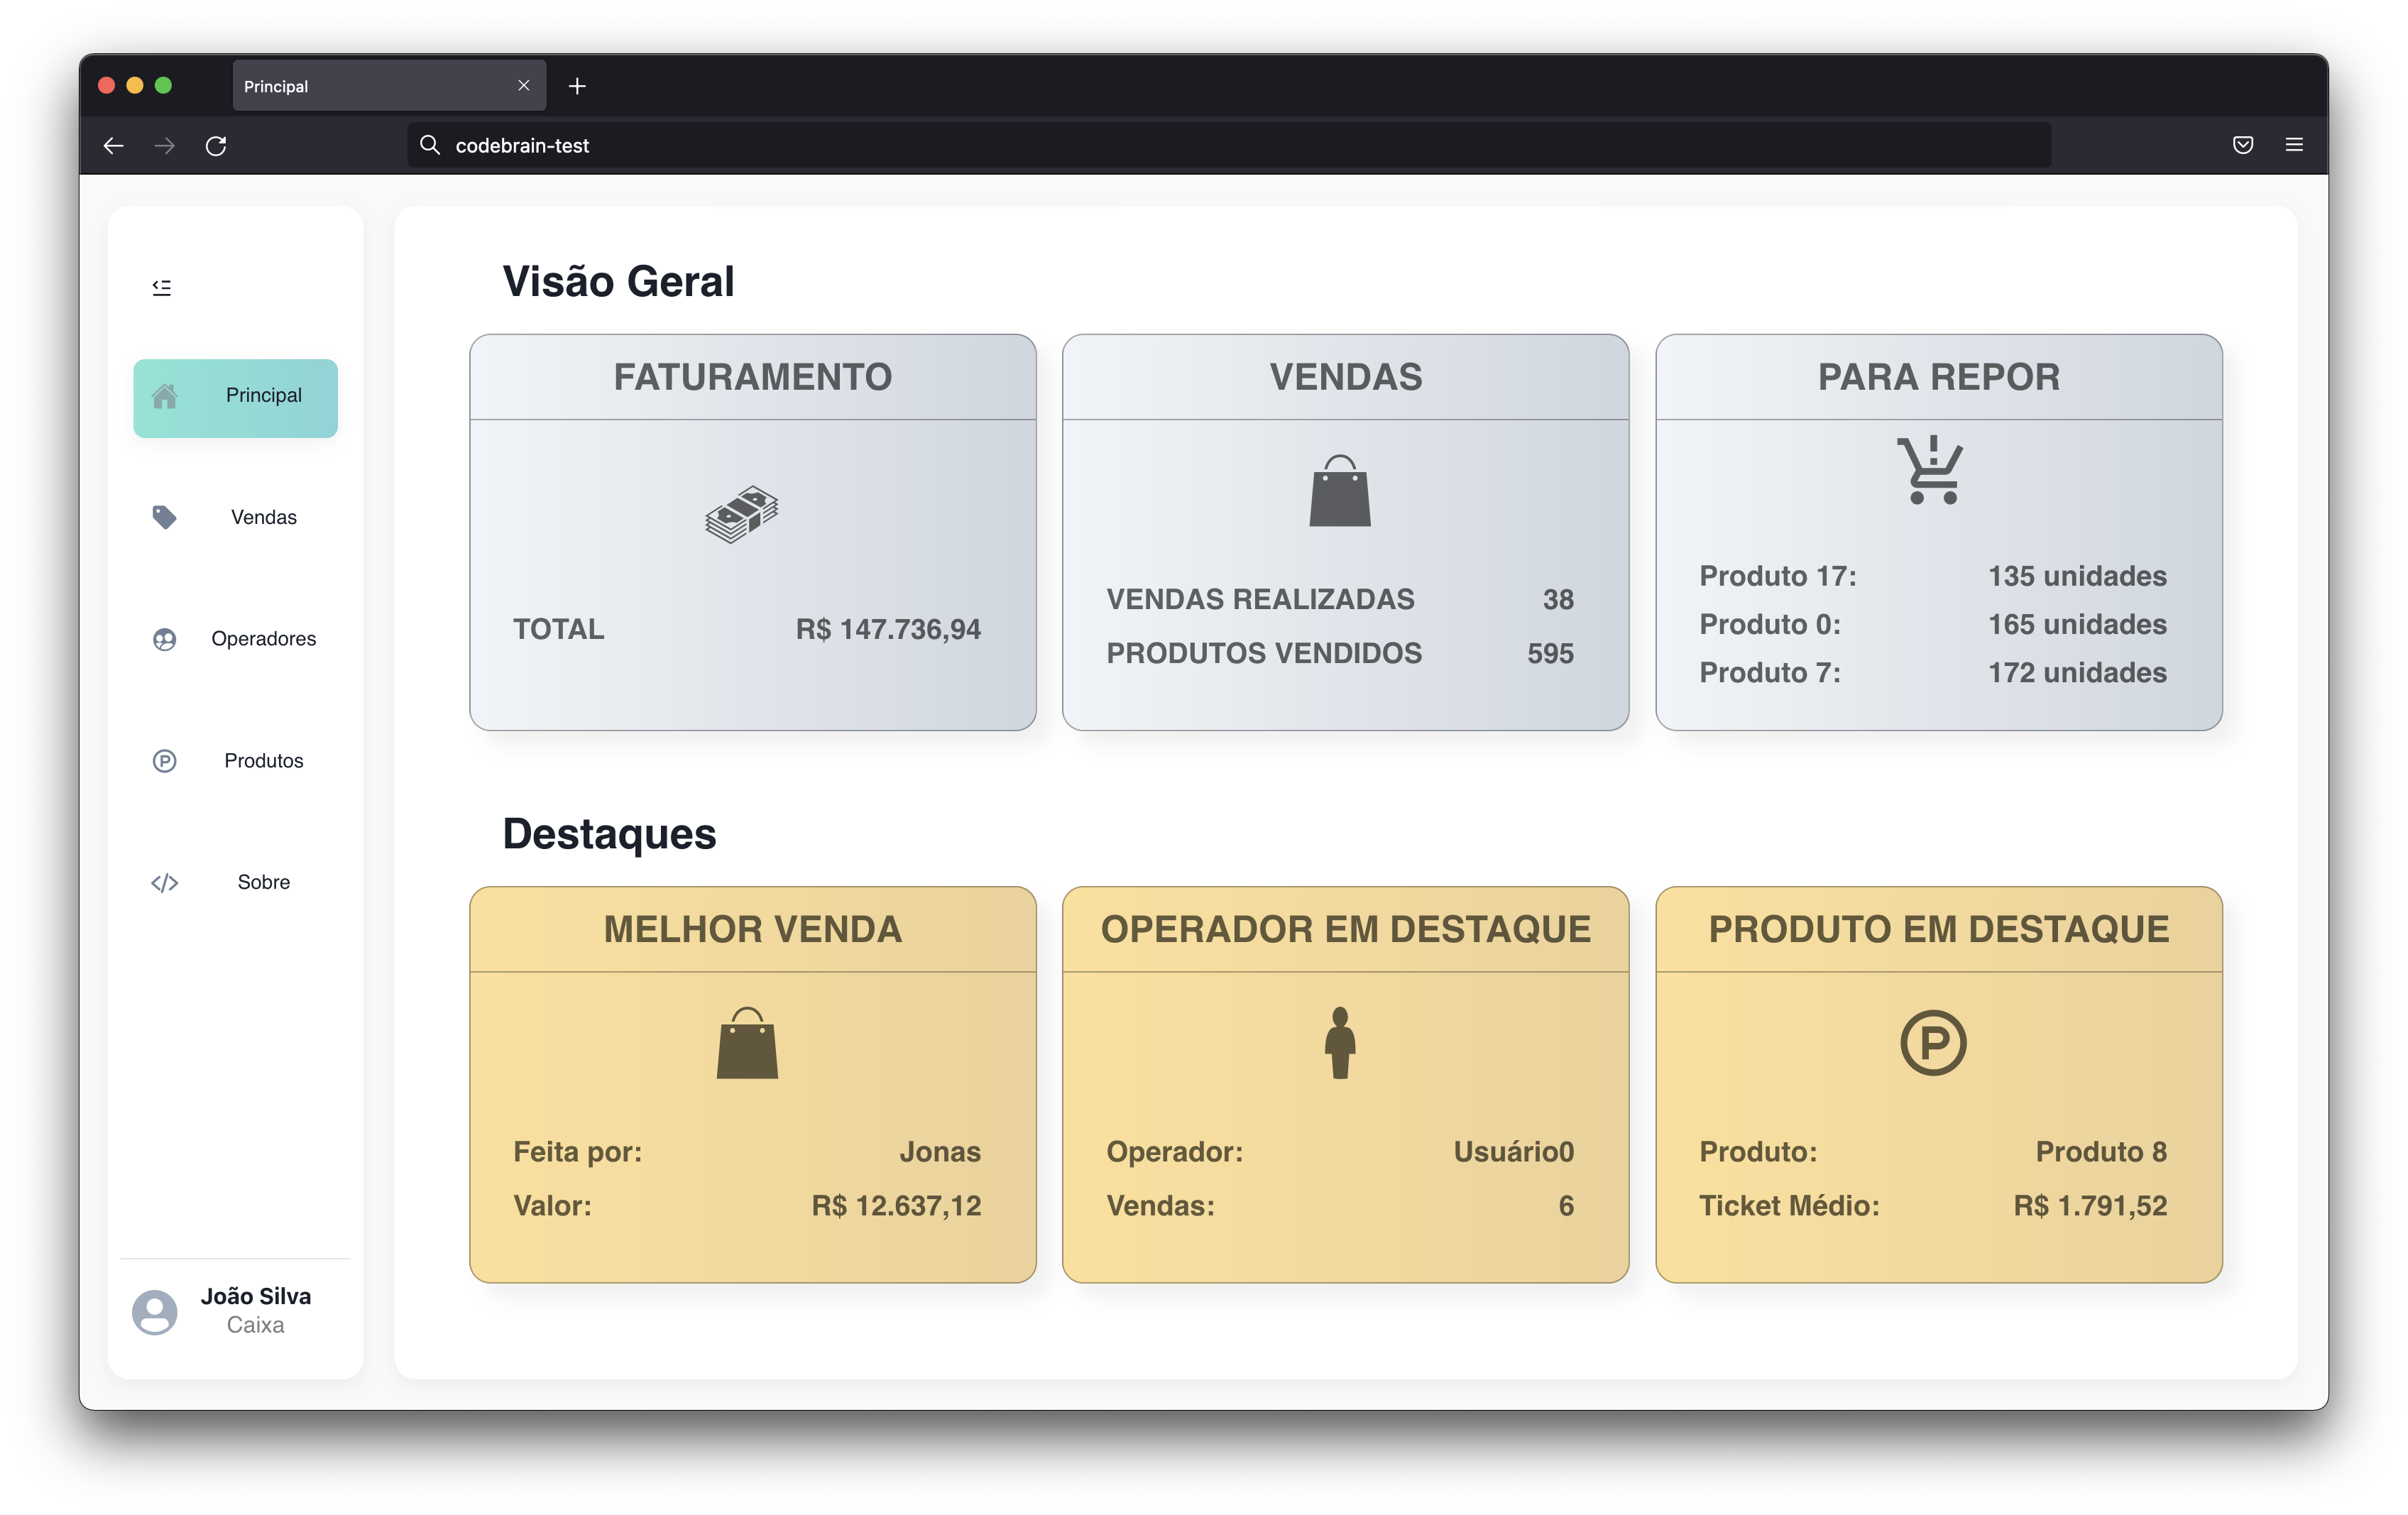 Principal
codebrain-test
Principal
Vendas
Operadores
Produtos
Sobre
João Silva
Caixa
Visão Geral
FATURAMENTO
TOTAL R$ 147.736,94
VENDAS
VENDAS REALIZADAS 38
PRODUTOS VENDIDOS 595
PARA REPOR
Produto 17: 135 unidades
Produto 0: 165 unidades
Produto 7: 172 unidades
Destaques
MELHOR VENDA
Feita por: Jonas
Valor: R$ 12.637,12
OPERADOR EM DESTAQUE
Operador: Usuário0
Vendas: 6
PRODUTO EM DESTAQUE
P
Produto: Produto 8
Ticket Médio: R$ 1.791,52